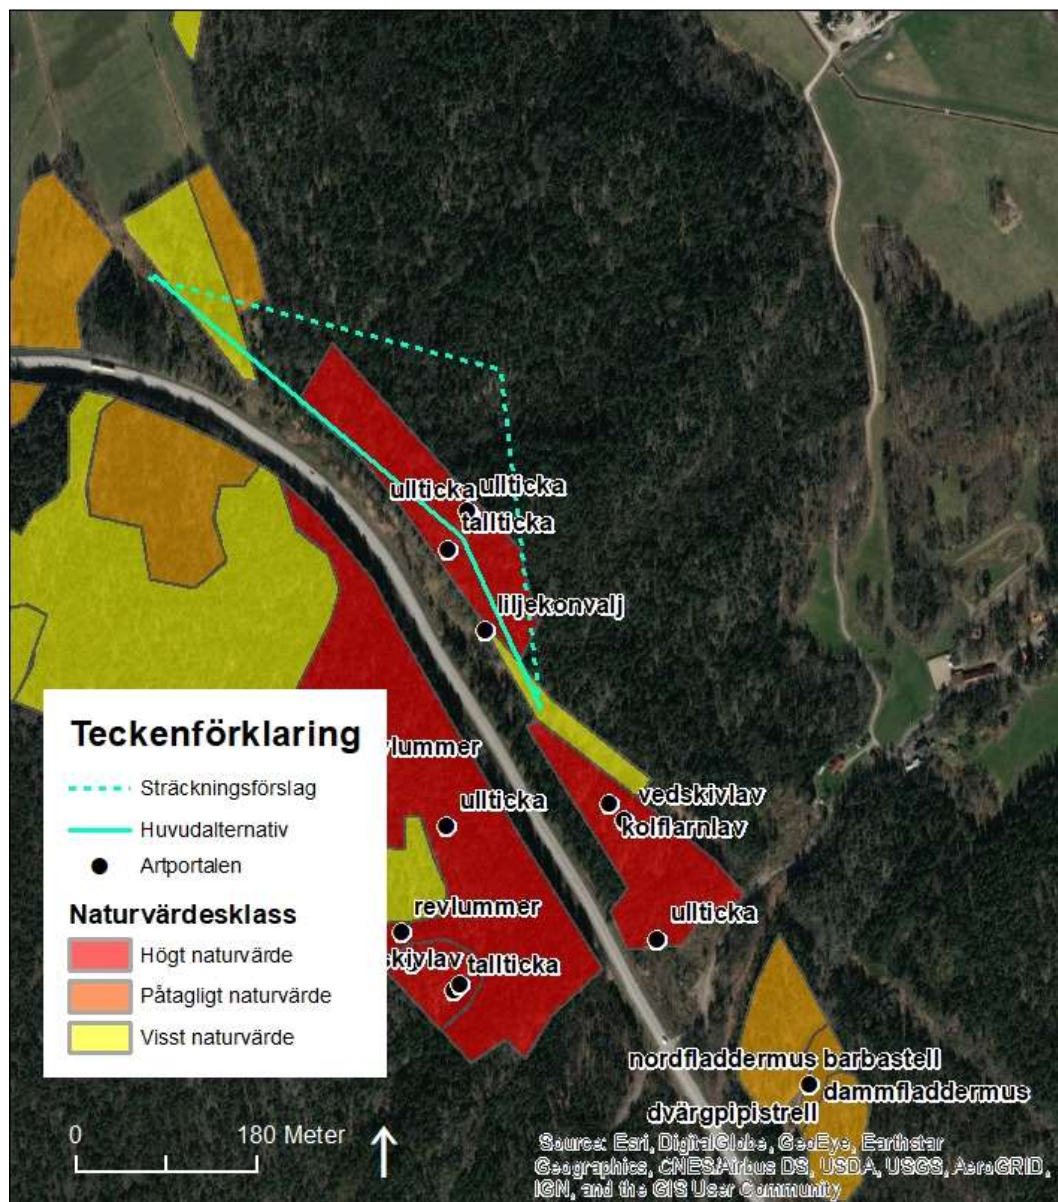 ullticka ullticka
tallticka
liljekonvalj
Teckenförklaring
Sträckningsförslag
Huvudalternativ
Artportalen
Naturvärdesklass
Högt naturvärde
Påtagligt naturvärde
Visst naturvärde
lummer
ullticka
vedskivlav
kolflarnlav
revlummer
ullticka
skivlav tallticka
nordfladdermus barbastell
dammfladdermus
dvärgpipistrell
0 180 Meter
Source: Esri, DigitalGlobe, GeoEye, Earthstar
Geographics, CNES/Airbus DS, USDA, USGS, AeroGRID,
IGN, and the GIS User Community